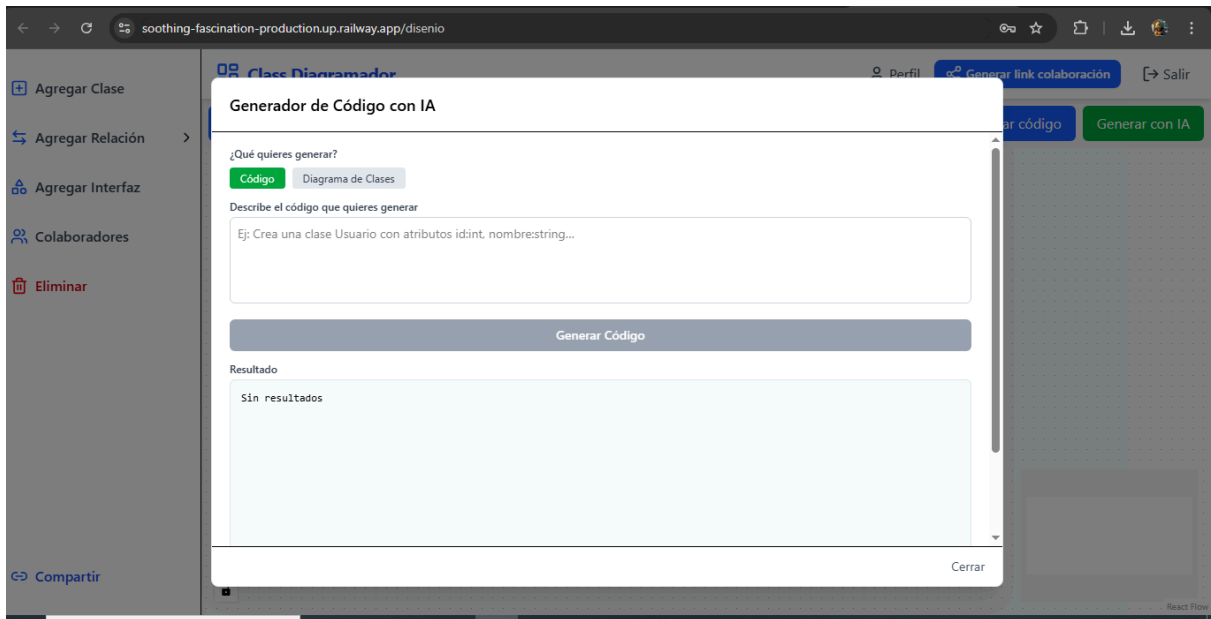 soothing-fascination-production.up.railway.app/disenio
Class Diagramador
Perfil
Generar link colaboración
Salir
Agregar Clase
Agregar Relación
Agregar Interfaz
Colaboradores
Eliminar
Compartir
ar código
Generar con IA
Generador de Código con IA
¿Qué quieres generar?
Código
Diagrama de Clases
Describe el código que quieres generar
Ej: Crea una clase Usuario con atributos id:int, nombre:string...
Generar Código
Resultado
Sin resultados
Cerrar
React Flow